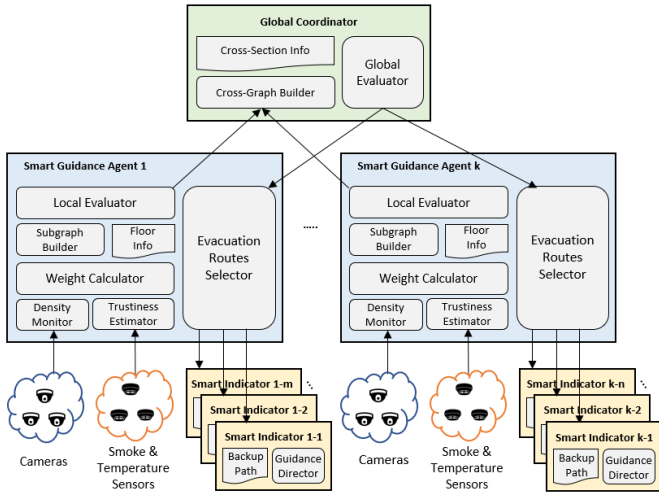 Global Coordinator
Cross-Section Info
Cross-Graph Builder
Global
Evaluator
Smart Guidance Agent 1
Local Evaluator
Subgraph
Builder
Floor
Info
Weight Calculator
Density
Monitor
Trustiness
Estimator
Evacuation
Routes
Selector
.....
Smart Guidance Agent k
Local Evaluator
Subgraph
Builder
Floor
Info
Weight Calculator
Density
Monitor
Trustiness
Estimator
Evacuation
Routes
Selector
Cameras
Smoke &
Temperature
Sensors
Smart Indicator 1-m
Smart Indicator 1-2
Smart Indicator 1-1
Backup
Path
Guidance
Director
Cameras
Smoke &
Temperature
Sensors
Smart Indicator k-n
Smart Indicator k-2
Smart Indicator k-1
Backup
Path
Guidance
Director